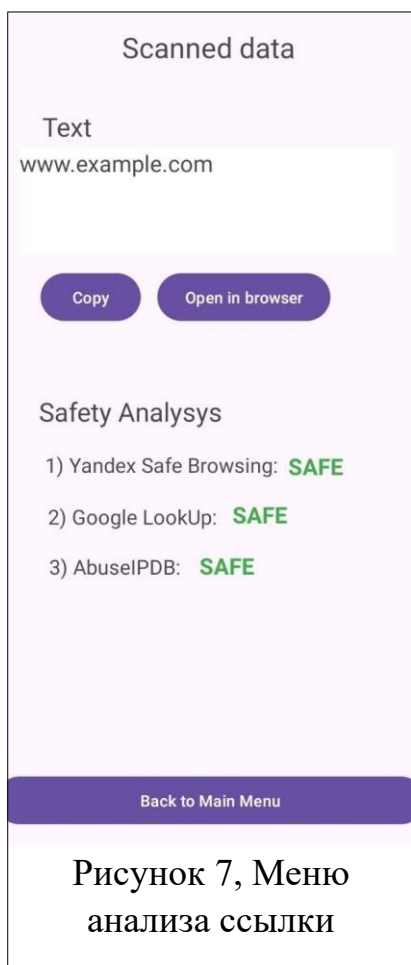 Scanned data
Text
www.example.com
Copy Open in browser
Safety Analysys
1) Yandex Safe Browsing: SAFE
2) Google LookUp: SAFE
3) AbuseIPDB: SAFE
Back to Main Menu
Рисунок 7, Меню
анализа ссылки